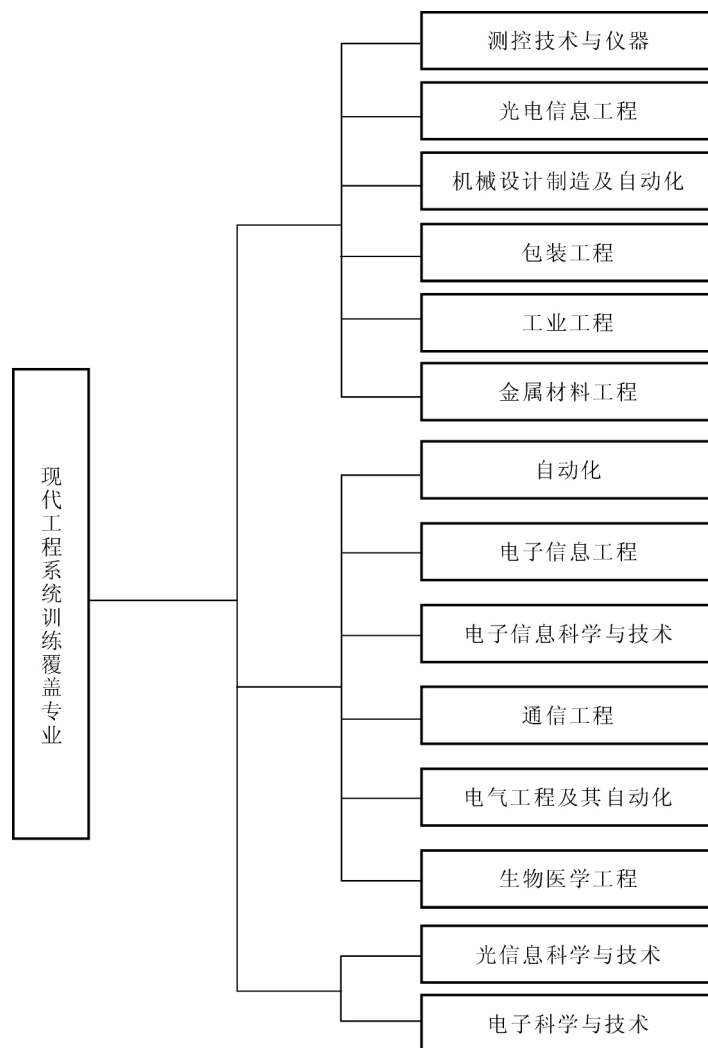 测控技术与仪器
光电信息工程
机械设计制造及自动化
包装工程
工业工程
金属材料工程
现代工程系统训练覆盖专业
自动化
电子信息工程
电子信息科学与技术
通信工程
电气工程及其自动化
生物医学工程
光信息科学与技术
电子科学与技术